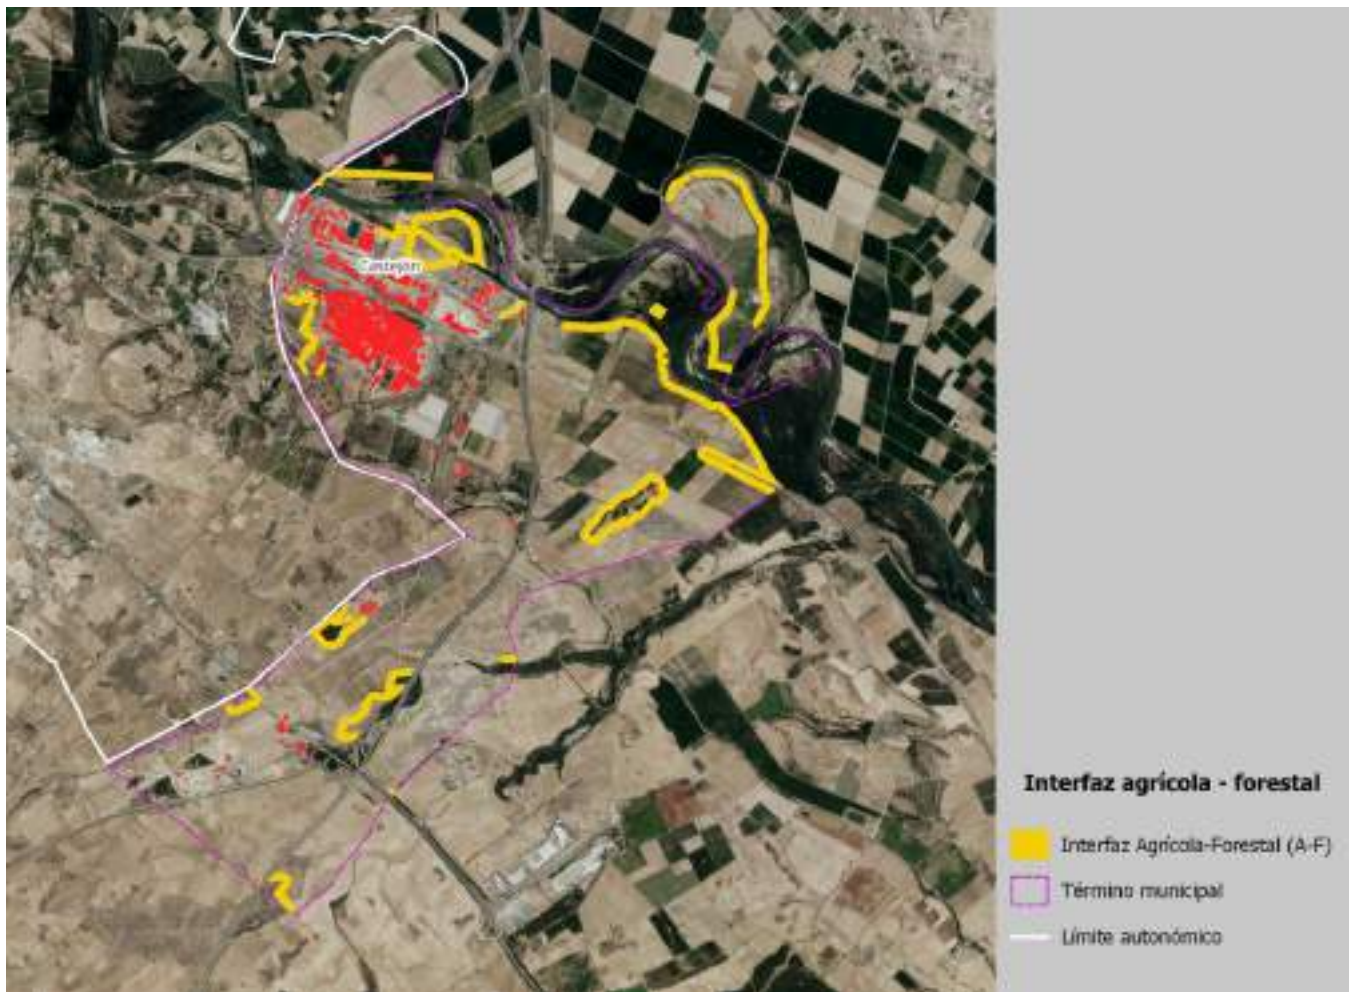 Castejón
Interfaz agrícola - forestal
Interfaz Agrícola-Forestal (A-F)
Término municipal
Límite autonómico